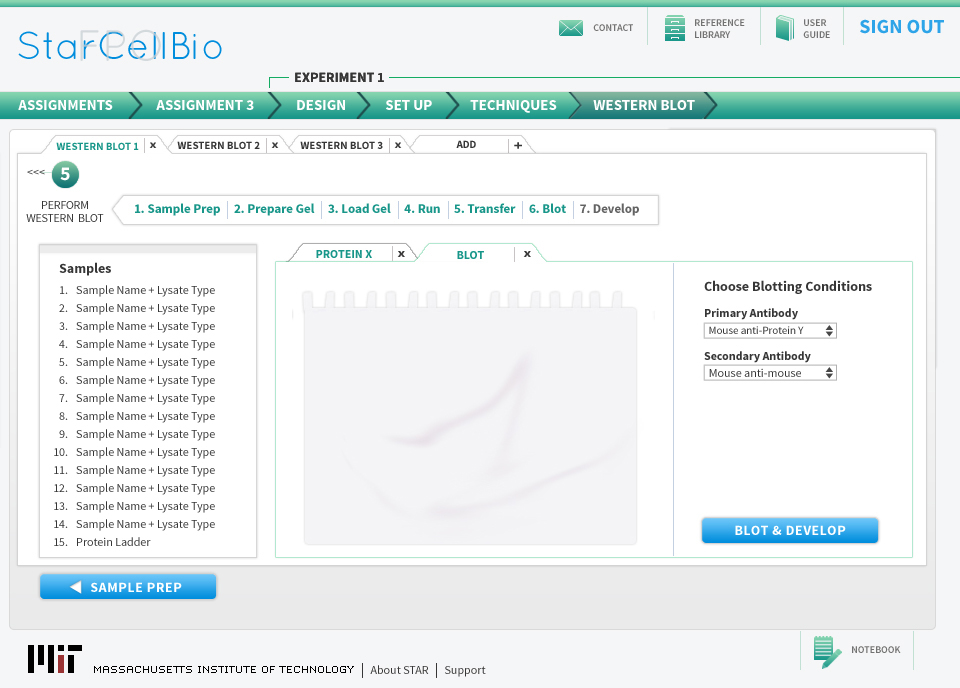 StarCellBio
FPO
CONTACT
REFERENCE
LIBRARY
USER
GUIDE
SIGN OUT
EXPERIMENT 1
ASSIGNMENTS
ASSIGNMENT 3
DESIGN
SET UP
TECHNIQUES
WESTERN BLOT
WESTERN BLOT 1 x
WESTERN BLOT 2 x
WESTERN BLOT 3 x
ADD +
<<< 5
PERFORM
WESTERN BLOT
1. Sample Prep
2. Prepare Gel
3. Load Gel
4. Run
5. Transfer
6. Blot
7. Develop
Samples
1. Sample Name + Lysate Type
2. Sample Name + Lysate Type
3. Sample Name + Lysate Type
4. Sample Name + Lysate Type
5. Sample Name + Lysate Type
6. Sample Name + Lysate Type
7. Sample Name + Lysate Type
8. Sample Name + Lysate Type
9. Sample Name + Lysate Type
10. Sample Name + Lysate Type
11. Sample Name + Lysate Type
12. Sample Name + Lysate Type
13. Sample Name + Lysate Type
14. Sample Name + Lysate Type
15. Protein Ladder
PROTEIN X x
BLOT x
Choose Blotting Conditions
Primary Antibody
Mouse anti-Protein Y
Secondary Antibody
Mouse anti-mouse
BLOT & DEVELOP
SAMPLE PREP
MIT
MASSACHUSETTS INSTITUTE OF TECHNOLOGY
About STAR
Support
NOTEBOOK